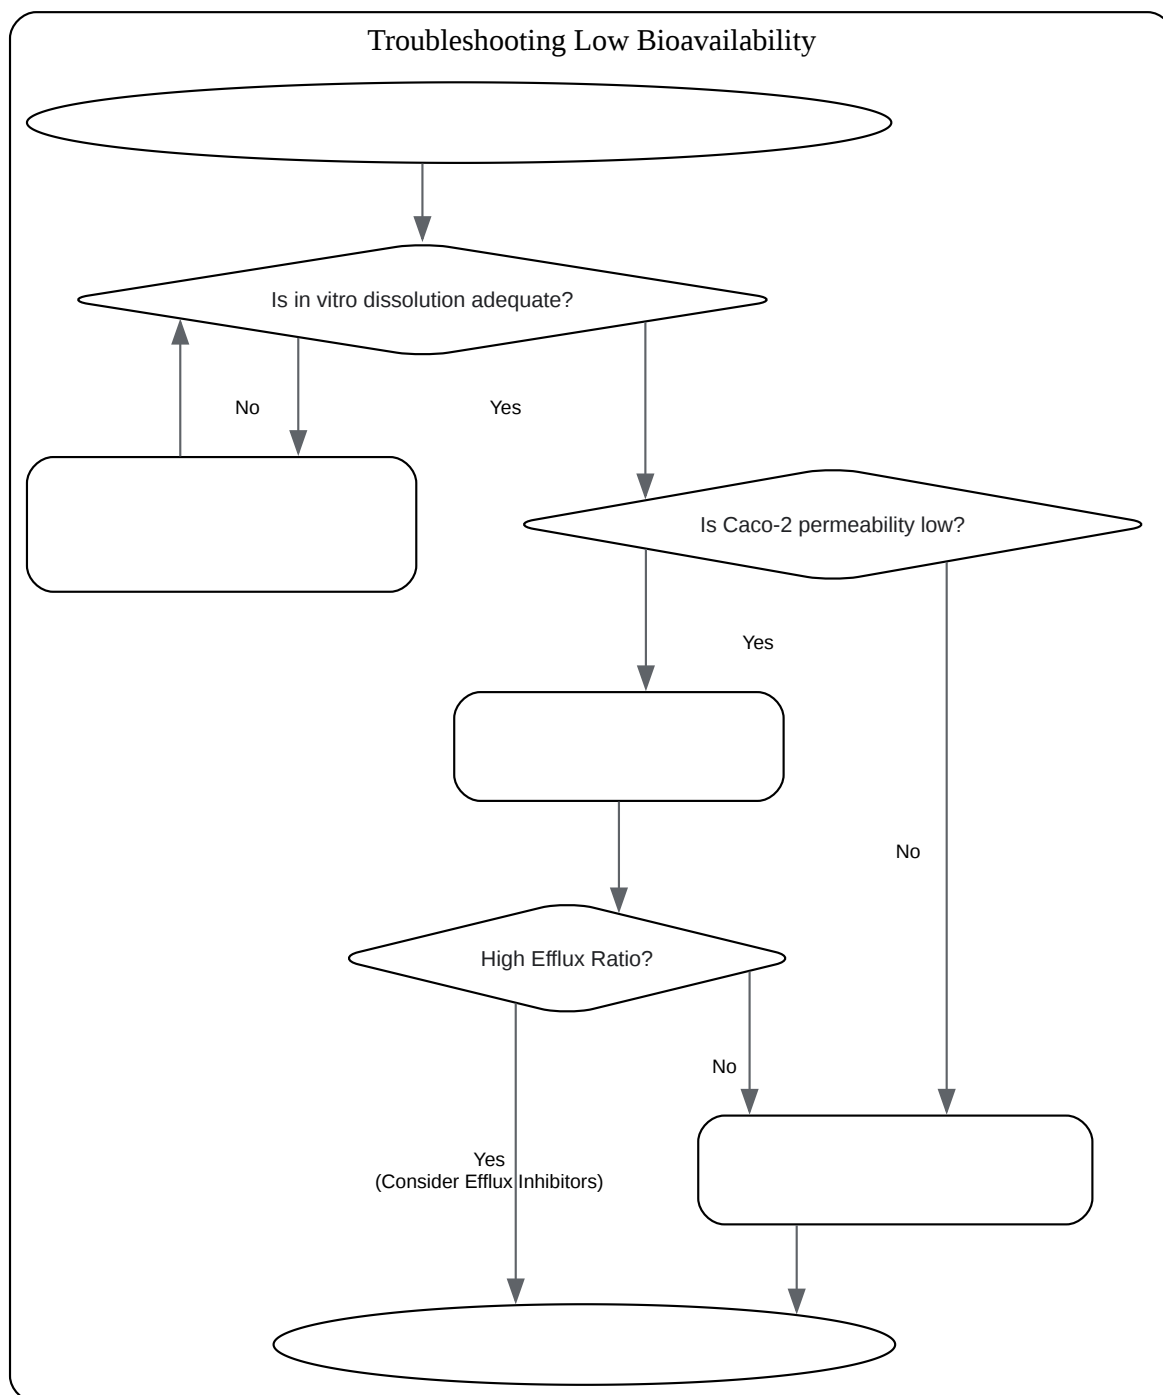 Troubleshooting Low Bioavailability
Is in vitro dissolution adequate?
No
Yes
Is Caco-2 permeability low?
Yes
No
High Efflux Ratio?
No
Yes
(Consider Efflux Inhibitors)